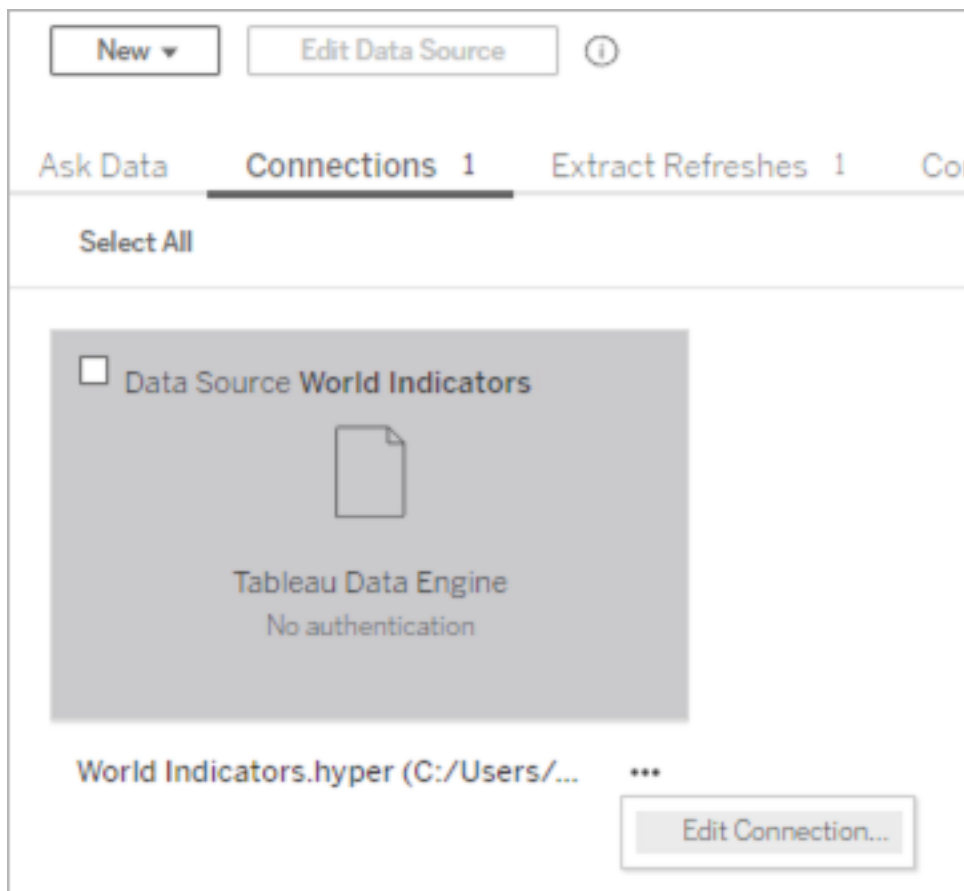 New
Edit Data Source
Ask Data Connections 1 Extract Refreshes 1
Select All
Data Source World Indicators
Tableau Data Engine
No authentication
World Indicators.hyper (C:/Users/... •••
Edit Connection...